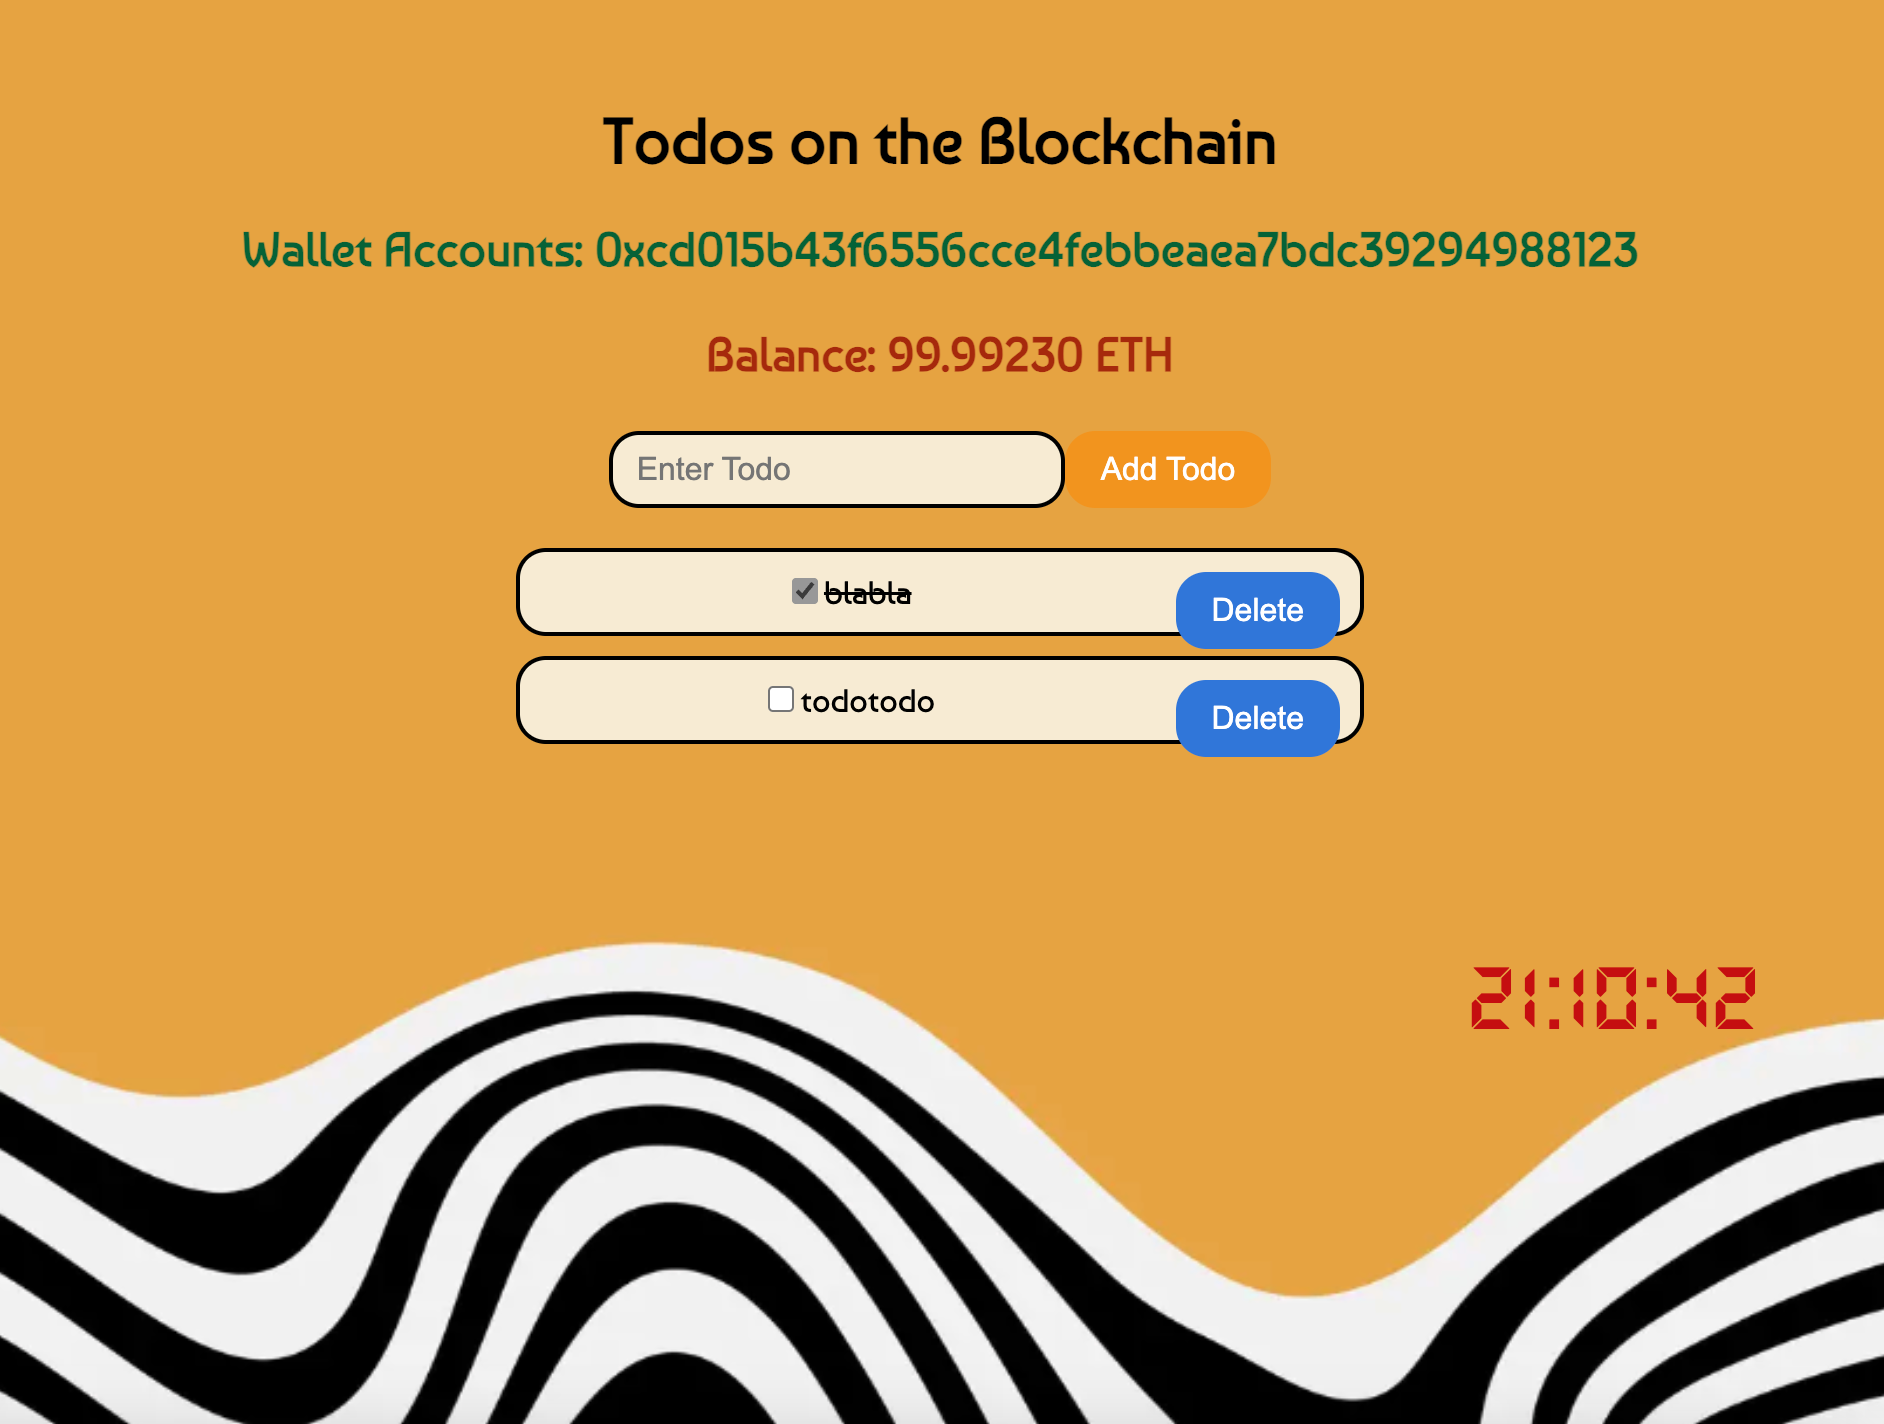 Todos on the Blockchain
Wallet Accounts: 0xcd015b43f6556cce4febbeaea7bdc39294988123
Balance: 99.99230 ETH
Enter Todo Add Todo
blabla Delete
todotodo Delete
21:10:42